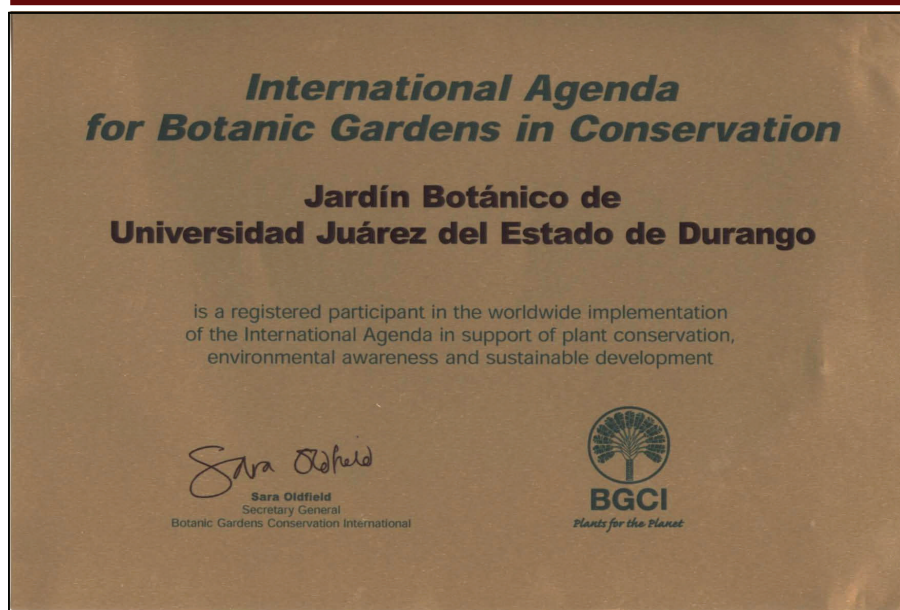 International Agenda
for Botanic Gardens in Conservation
Jardín Botánico de
Universidad Juárez del Estado de Durango
is a registered participant in the worldwide implementation
of the International Agenda in support of plant conservation,
environmental awareness and sustainable development
Sara Oldfield
Sara Oldfield
Secretary General
Botanic Gardens Conservation International
BGCI
Plants for the Planet